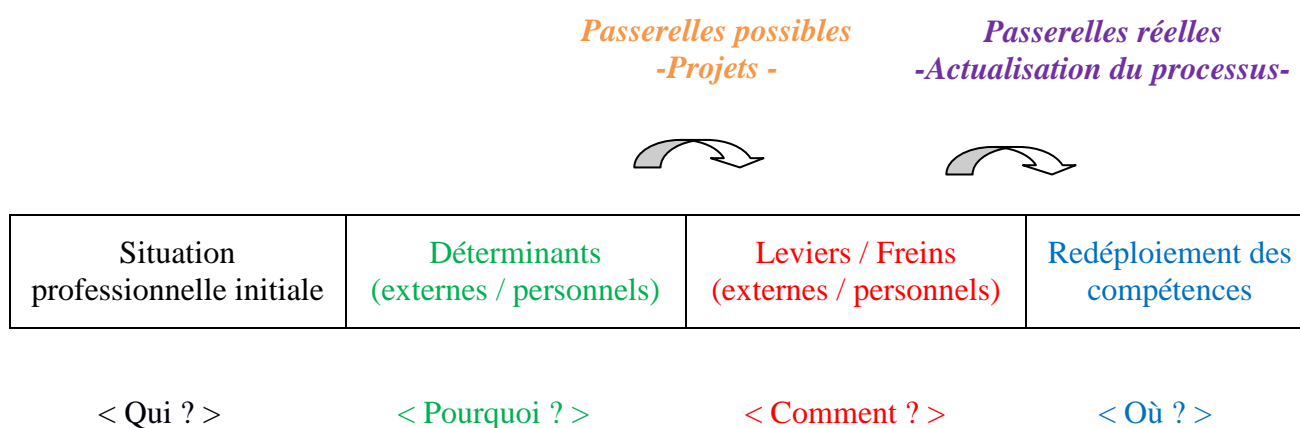 Passerelles possibles
-Projets -
Passerelles réelles
-Actualisation du processus-
Situation
professionnelle initiale
Déterminants
(externes / personnels)
Leviers / Freins
(externes / personnels)
Redéploiement des
compétences
< Qui ? >
< Pourquoi ? >
< Comment ? >
< Où ? >